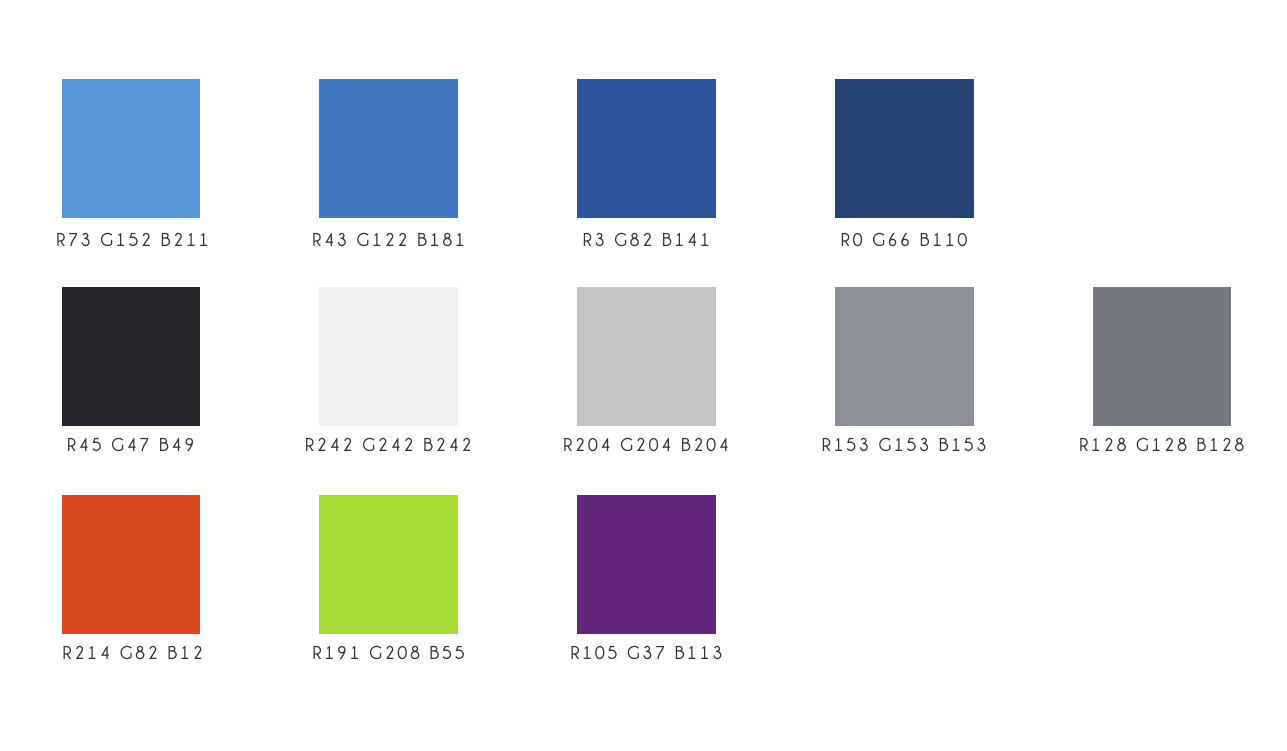 R73 G152 B211
R43 G122 B181
R3 G82 B141
R0 G66 B110
R45 G47 B49
R242 G242 B242
R204 G204 B204
R153 G153 B153
R128 G128 B128
R214 G82 B12
R191 G208 B55
R105 G37 B113